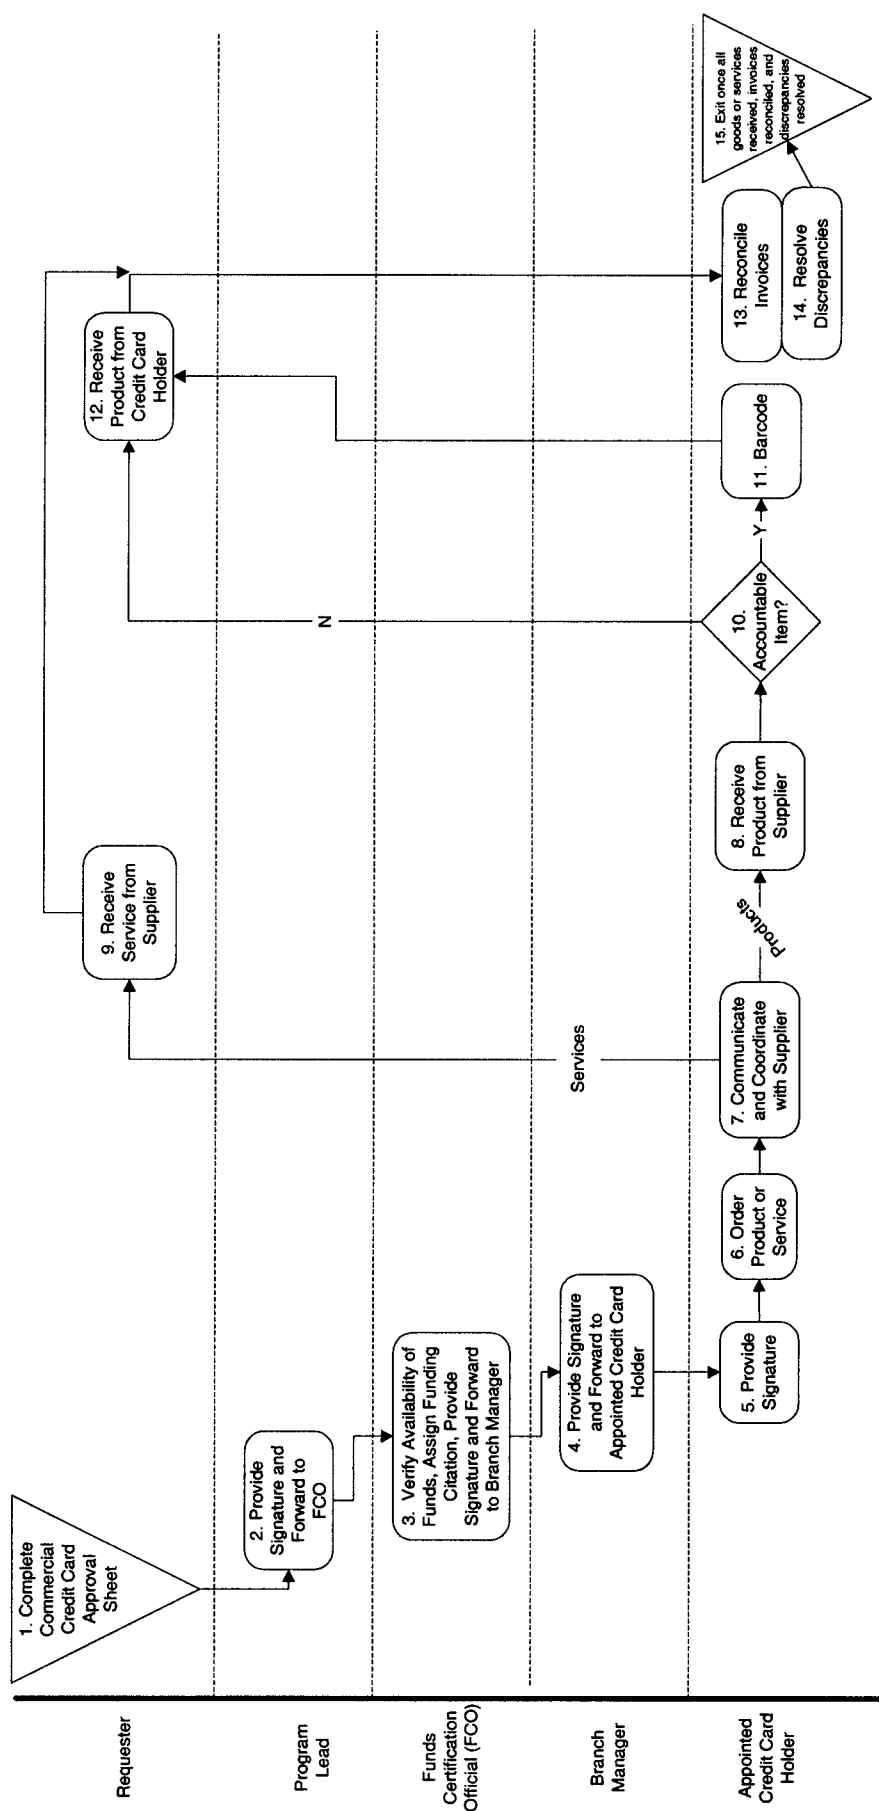 Requester
Program
Lead
Funds
Certification
Official (FCO)
Branch
Manager
Appointed
Credit Card
Holder
1. Complete
Commercial
Credit Card
Approval
Sheet
2. Provide
Signature and
Forward to
FCO
3. Verify Availability of
Funds, Assign Funding
Citation, Provide
Signature and Forward
to Branch Manager
4. Provide Signature
and Forward to
Appointed Credit Card
Holder
5. Provide
Signature
6. Order
Product or
Service
7. Communicate
and Coordinate
with Supplier
Services
Products
8. Receive
Product from
Supplier
9. Receive
Service from
Supplier
10.
Accountable
Item?
N
Y
11. Barcode
12. Receive
Product from
Credit Card
Holder
13. Reconcile
Invoices
14. Resolve
Discrepancies
15. Exit once all
goods or services
received, invoices
reconciled, and
discrepancies
resolved